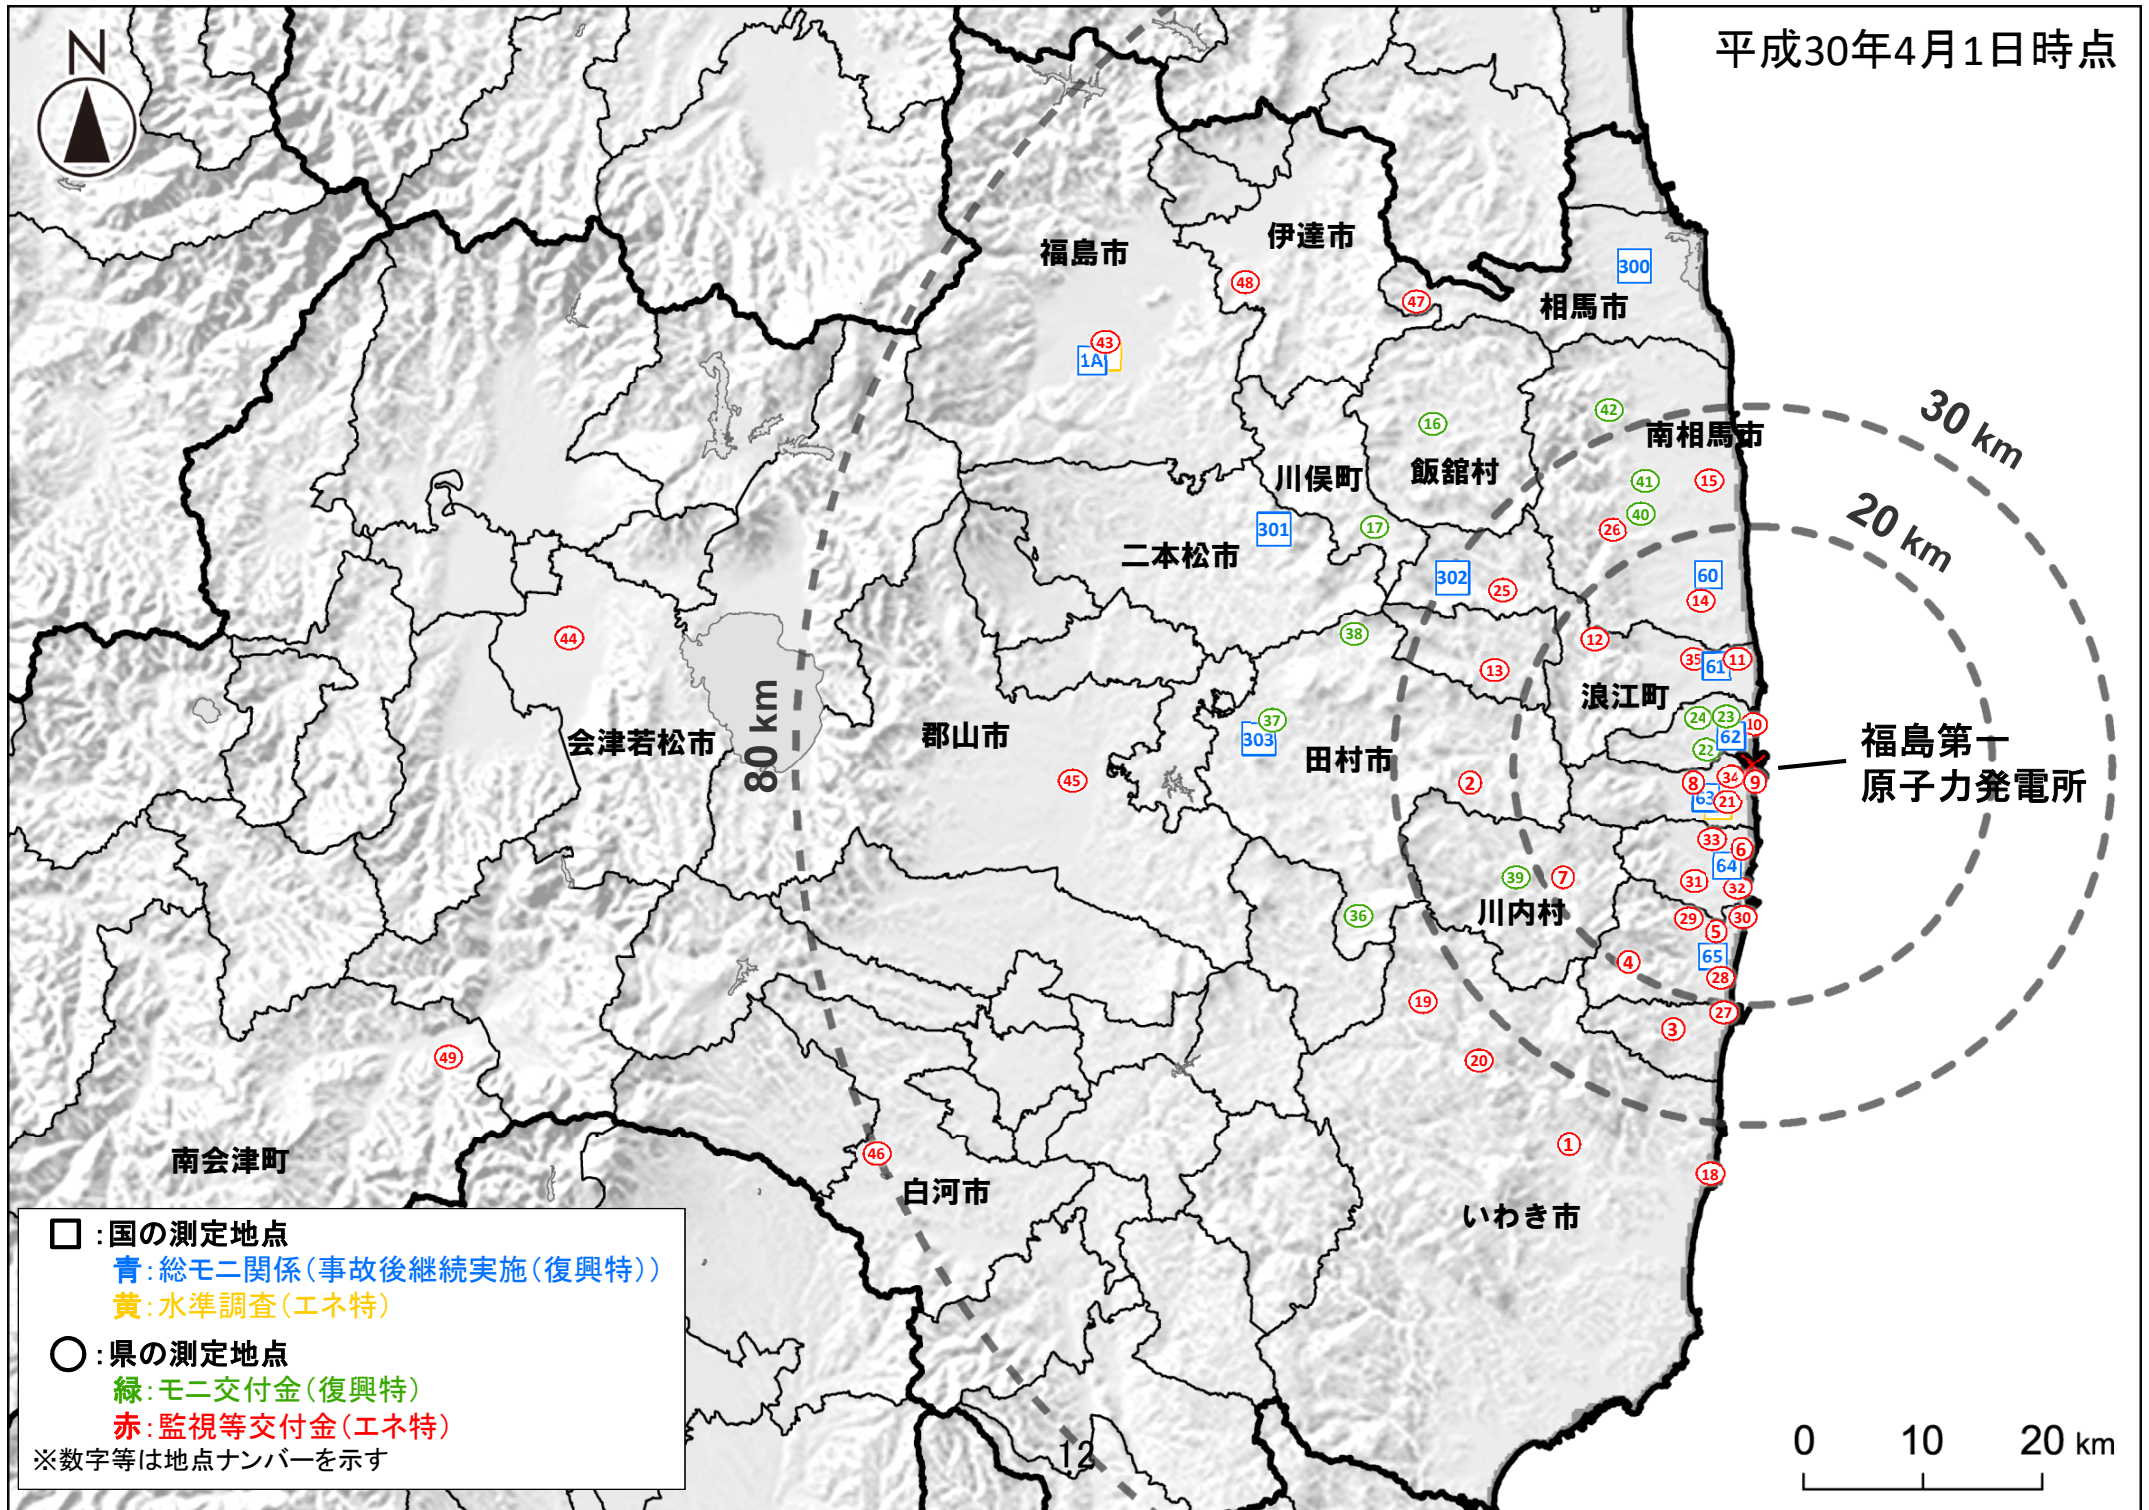 平成30年4月1日時点
N
福島市
伊達市
48
47
300
相馬市
43
1A
30 km
42
16
南相馬市
川俣町
飯舘村
41
15
20 km
40
26
17
301
二本松市
302
25
60
14
44
38
12
13
35
61
11
浪江町
24
23
10
37
303
62
22
会津若松市
80 km
郡山市
田村市
福島第一
原子力発電所
45
2
8
34
9
63
21
33
6
64
39
7
31
32
川内村
36
29
30
5
65
4
28
19
27
3
49
20
1
46
18
南会津町
白河市
いわき市
□:国の測定地点
青:総モニ関係(事故後継続実施(復興特))
黄:水準調査(エネ特)
○:県の測定地点
緑:モニ交付金(復興特)
赤:監視等交付金(エネ特)
※数字等は地点ナンバーを示す
12
0 10 20 km